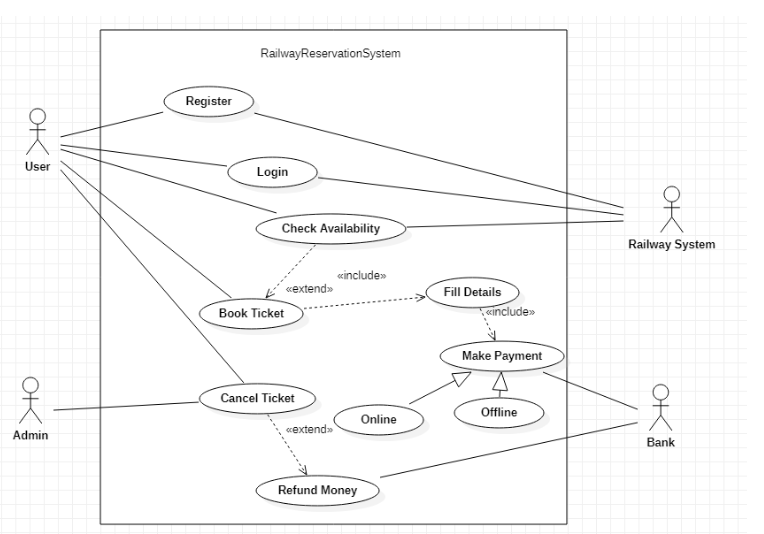 RailwayReservationSystem
Register
User
Login
Check Availability
Railway System
«include»
«extend»
Fill Details
Book Ticket
«include»
Make Payment
Cancel Ticket
Online
Offline
Admin
«extend»
Bank
Refund Money